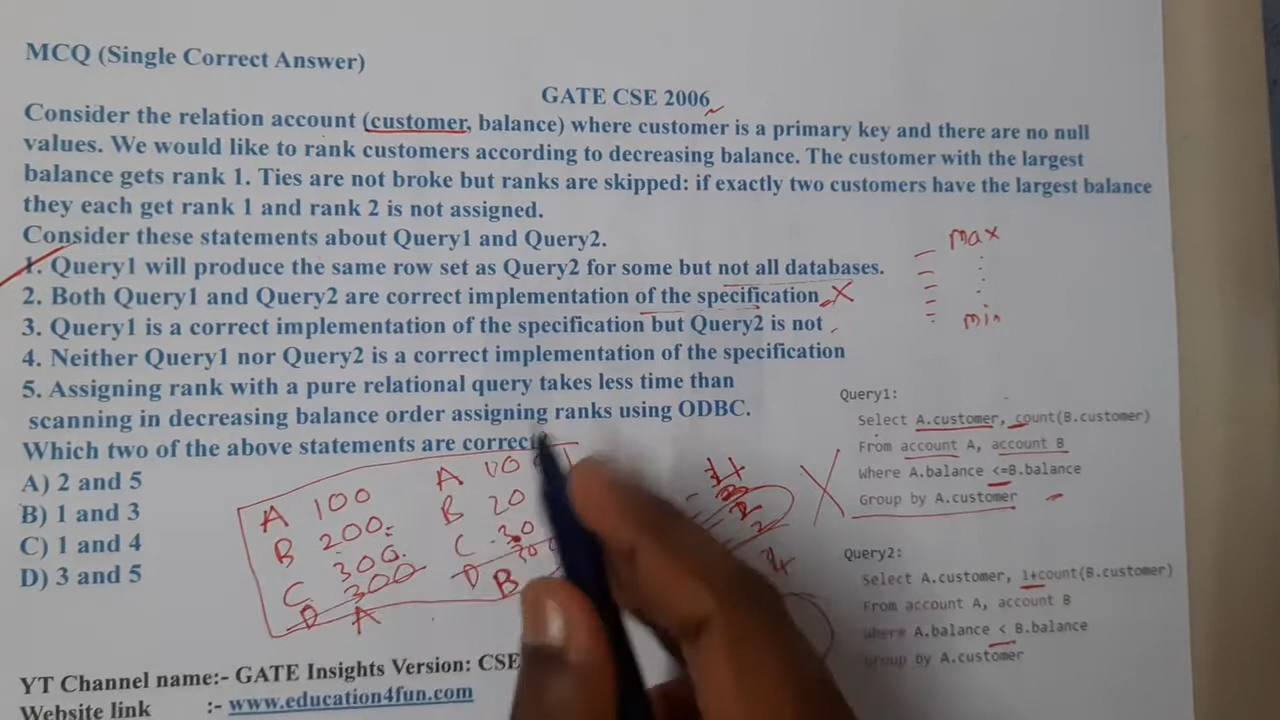 MCQ (Single Correct Answer)
GATE CSE 2006
Consider the relation account (customer, balance) where customer is a primary key and there are no null
values. We would like to rank customers according to decreasing balance. The customer with the largest
balance gets rank 1. Ties are not broke but ranks are skipped: if exactly two customers have the largest balance
they each get rank 1 and rank 2 is not assigned.
Consider these statements about Query1 and Query2.
1. Query1 will produce the same row set as Query2 for some but not all databases.
2. Both Query1 and Query2 are correct implementation of the specification
3. Query1 is a correct implementation of the specification but Query2 is not
4. Neither Query1 nor Query2 is a correct implementation of the specification
5. Assigning rank with a pure relational query takes less time than
scanning in decreasing balance order assigning ranks using ODBC.
Which two of the above statements are correct
A) 2 and 5
B) 1 and 3
C) 1 and 4
D) 3 and 5
max
min
A 100
B 200
C 300
D 300
A
A 10
B 20
C 30
D
B
Query1:
Select A.customer, count(B.customer)
From account A, account B
Where A.balance <=B.balance
Group by A.customer
Query2:
Select A.customer, 1+count(B.customer)
From account A, account B
Where A.balance < B.balance
Group by A.customer
YT Channel name:- GATE Insights Version: CSE
Website link :- www.education4fun.com